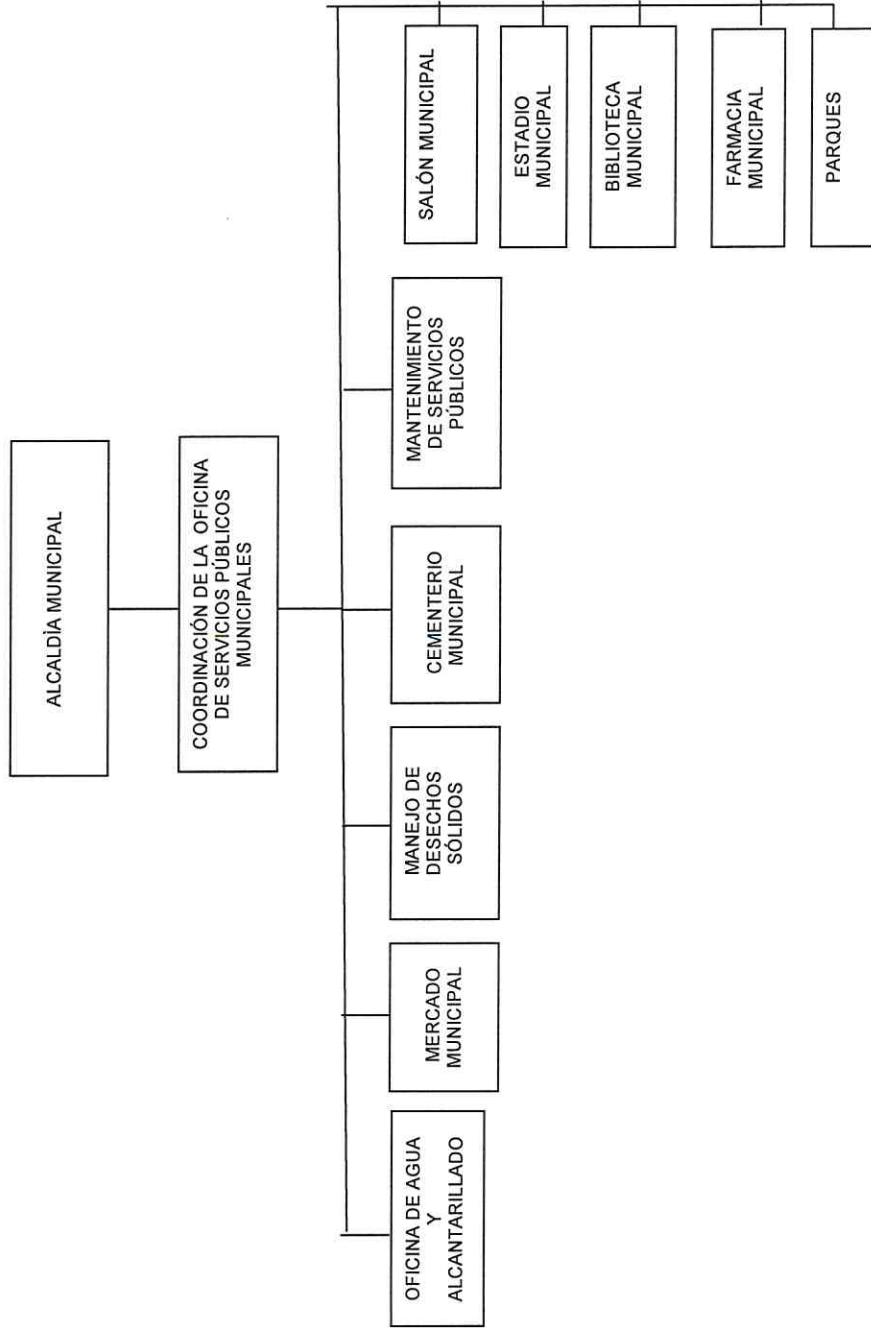 ALCALDÌA MUNICIPAL
COORDINACIÓN DE LA OFICINA
DE SERVICIOS PÚBLICOS
MUNICIPALES
OFICINA DE AGUA
Y
ALCANTARILLADO
MERCADO
MUNICIPAL
MANEJO DE
DESECHOS
SÓLIDOS
CEMENTERIO
MUNICIPAL
MANTENIMIENTO
DE SERVICIOS
PÚBLICOS
SALÓN MUNICIPAL
ESTADIO
MUNICIPAL
BIBLIOTECA
MUNICIPAL
FARMACIA
MUNICIPAL
PARQUES